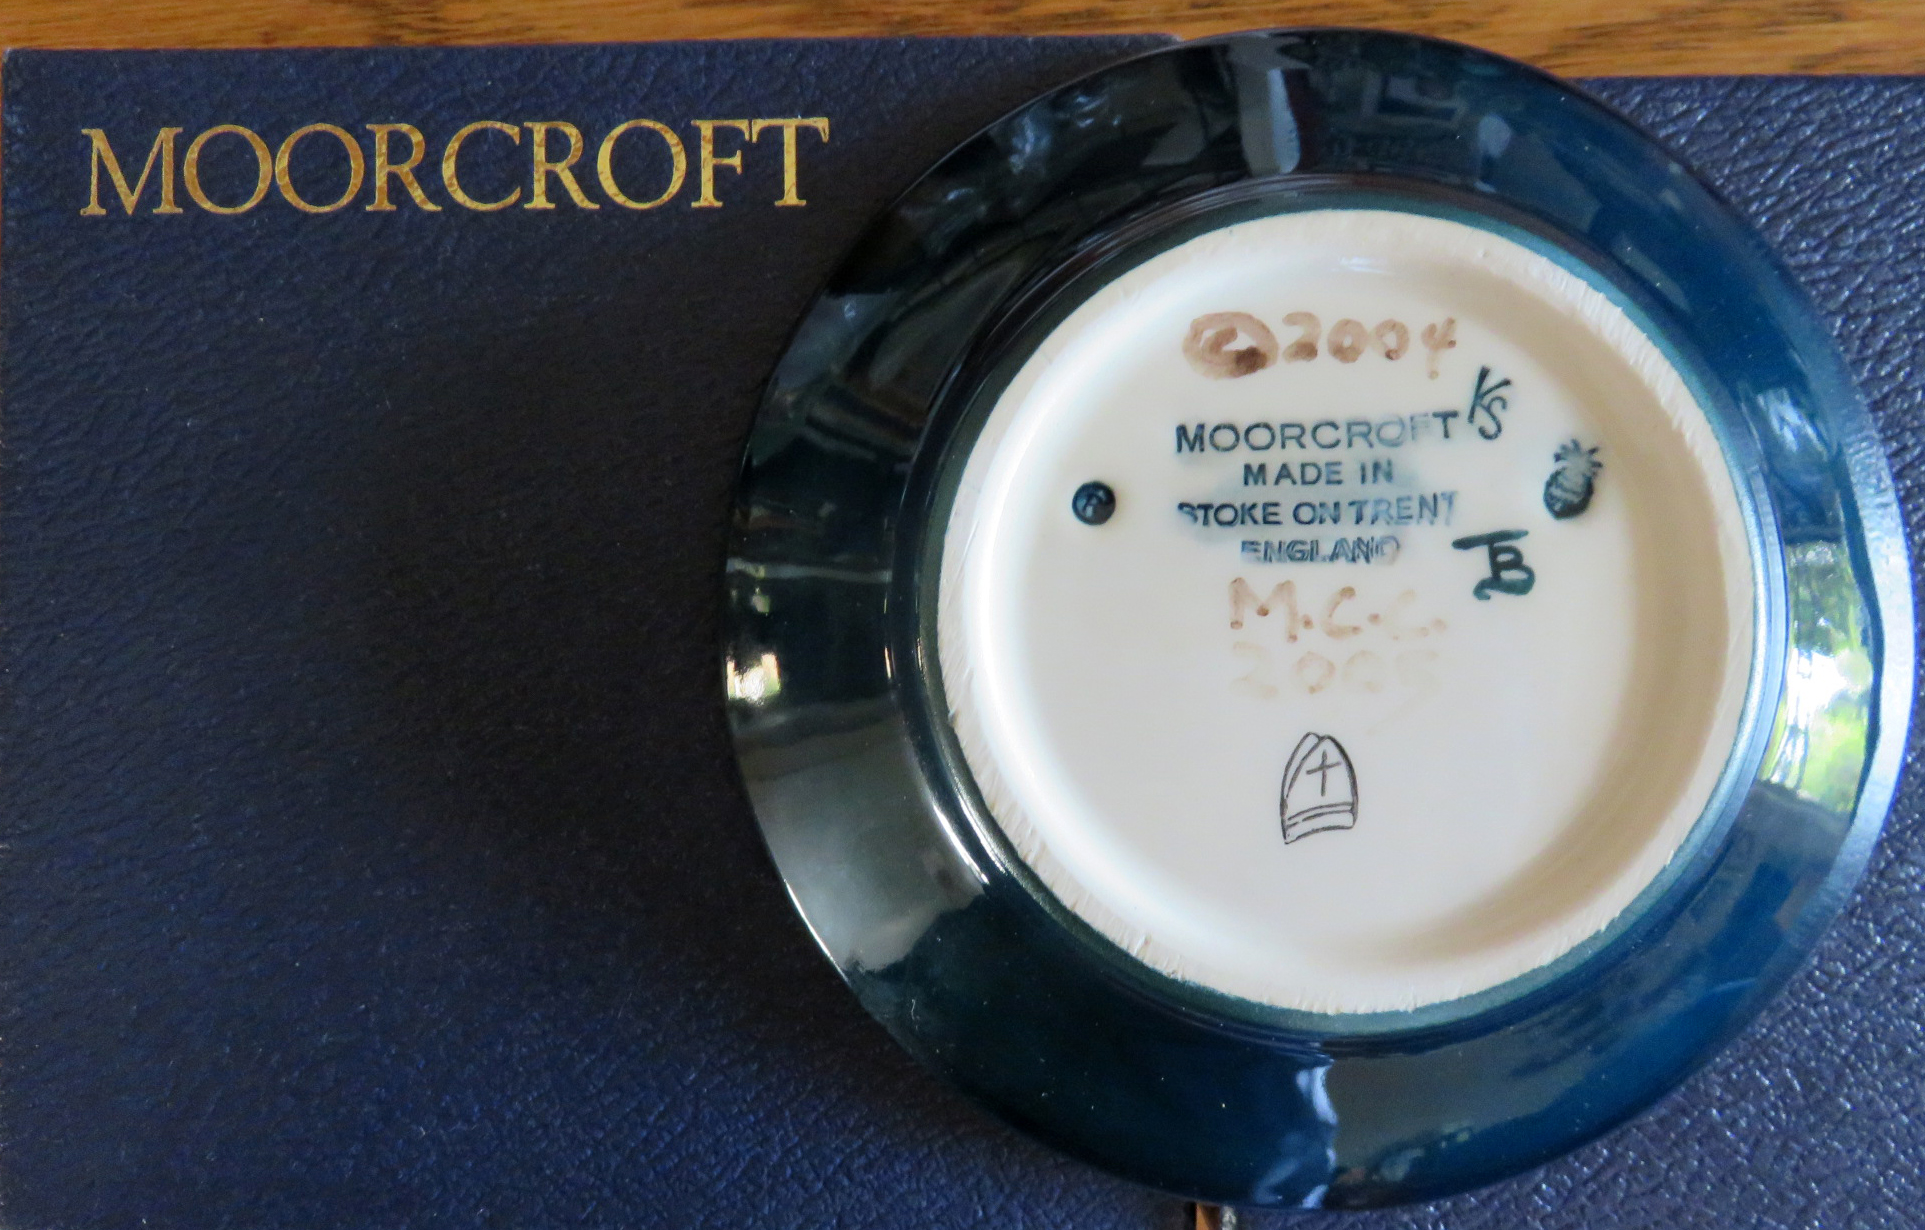 MOORCROFT
©2004
MOORCROFT KS
MADE IN
STOKE ON TRENT
ENGLAND
TB
M.C.C.
2005